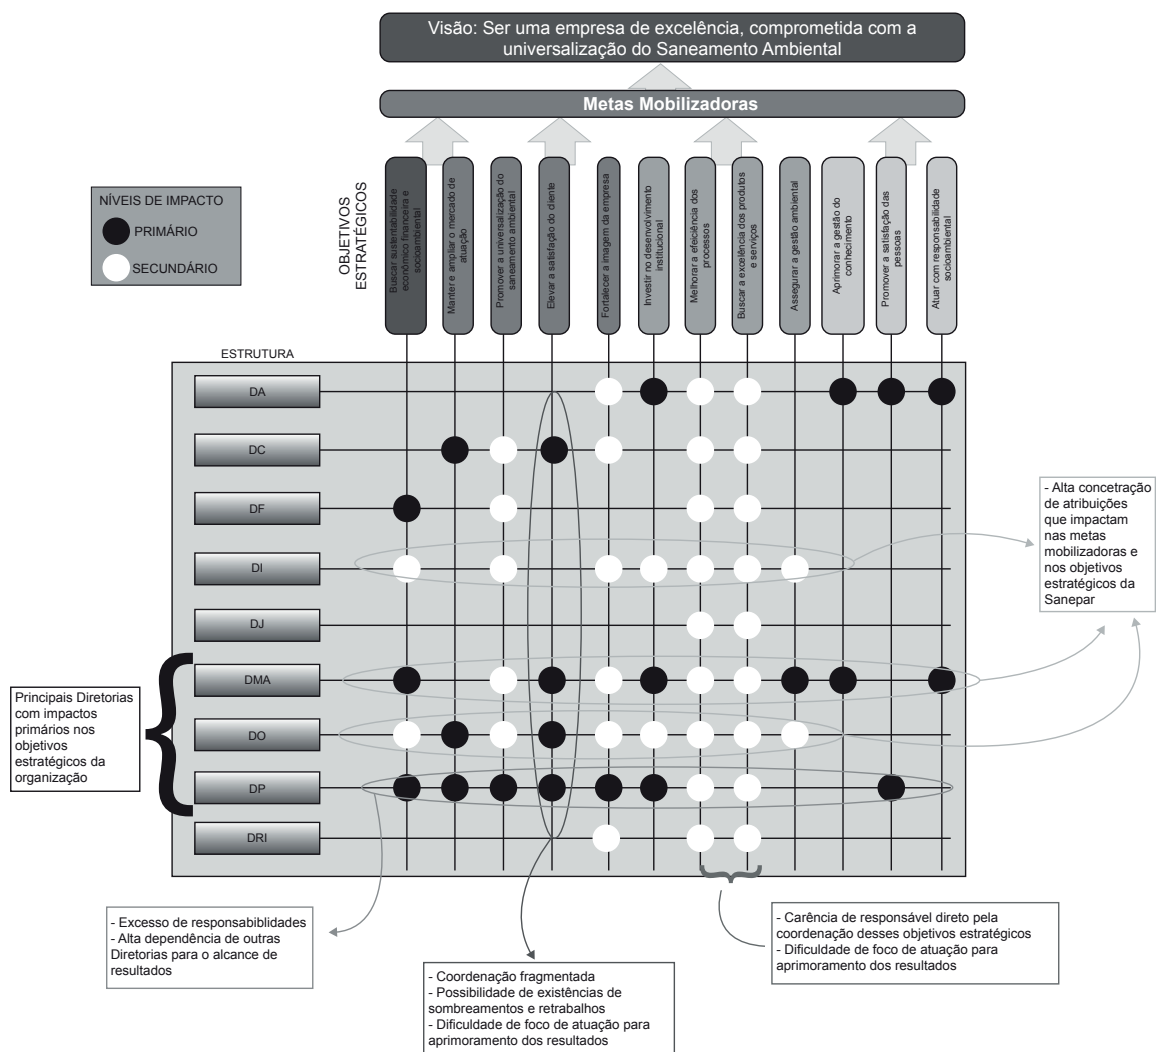 Visão: Ser uma empresa de excelência, comprometida com a
universalização do Saneamento Ambiental
Metas Mobilizadoras
NÍVEIS DE IMPACTO
PRIMÁRIO
SECUNDÁRIO
OBJETIVOS
ESTRATÉGICOS
Buscar sustentabilidade
econômico financeira e
socioambiental
Manter e ampliar o mercado de
atuação
Promover a universalização do
saneamento ambiental
Elevar a satisfação do cliente
Fortalecer a imagem da empresa
Investir no desenvolvimento
institucional
Melhorar a efeiciência dos
processos
Buscar a excelência dos produtos
e serviços
Assegurar a gestão ambiental
Aprimorar a gestão do
conhecimento
Promover a satisfação das
pessoas
Atuar com responsabilidade
socioambiental
ESTRUTURA
DA
DC
DF
DI
DJ
DMA
DO
DP
DRI
Principais Diretorias
com impactos
primários nos
objetivos
estratégicos da
organização
- Alta concetração
de atribuições
que impactam
nas metas
mobilizadoras e
nos objetivos
estratégicos da
Sanepar
- Excesso de responsabiblidades
- Alta dependência de outras
Diretorias para o alcance de
resultados
- Coordenação fragmentada
- Possibilidade de existências de
sombreamentos e retrabalhos
- Dificuldade de foco de atuação para
aprimoramento dos resultados
- Carência de responsável direto pela
coordenação desses objetivos estratégicos
- Dificuldade de foco de atuação para
aprimoramento dos resultados